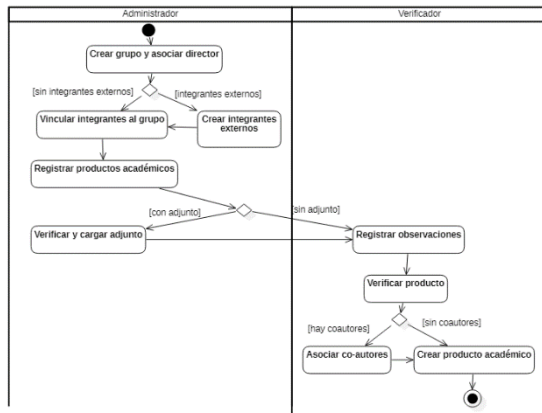 Administrador
Verificador
Crear grupo y asociar director
[sin integrantes externos]
[integrantes externos]
Vincular integrantes al grupo
Crear integrantes
externos
Registrar productos académicos
[con adjunto]
[sin adjunto]
Verificar y cargar adjunto
Registrar observaciones
Verificar producto
[hay coautores]
[sin coautores]
Asociar co-autores
Crear producto académico